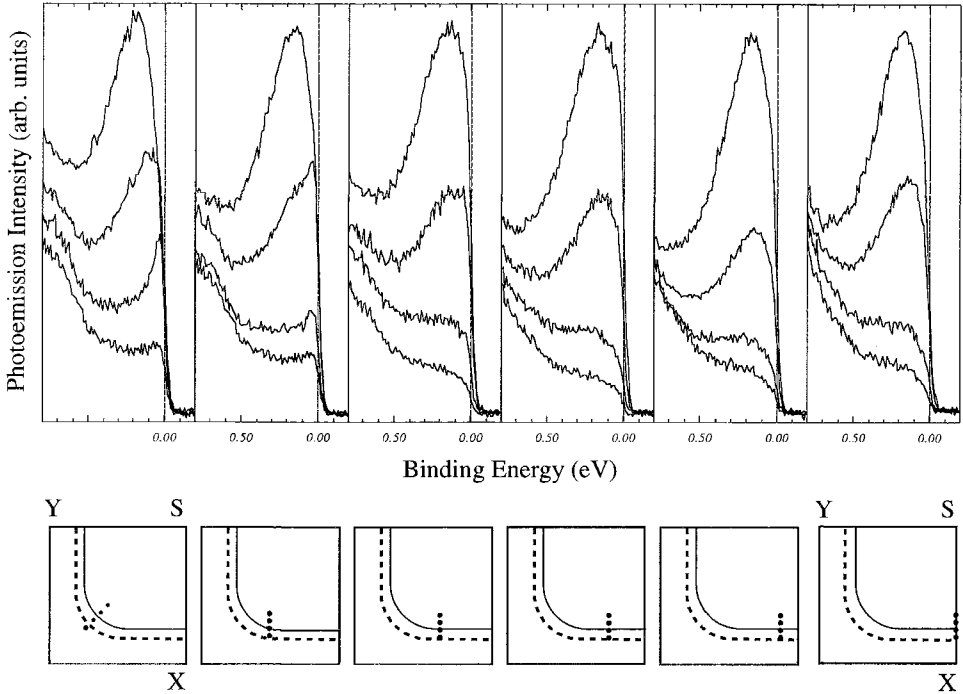 Photoemission Intensity (arb. units)
0.00 0.50 0.00 0.50 0.00 0.50 0.00 0.50 0.00 0.50 0.00
Binding Energy (eV)
Y S Y S
X X